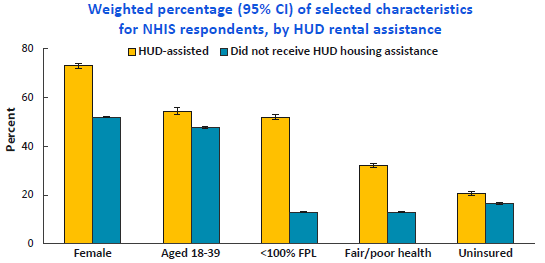 Weighted percentage (95% CI) of selected characteristics
for NHIS respondents, by HUD rental assistance
HUD-assisted Did not receive HUD housing assistance
Percent
80
60
40
20
0
Female Aged 18-39 <100% FPL Fair/poor health Uninsured